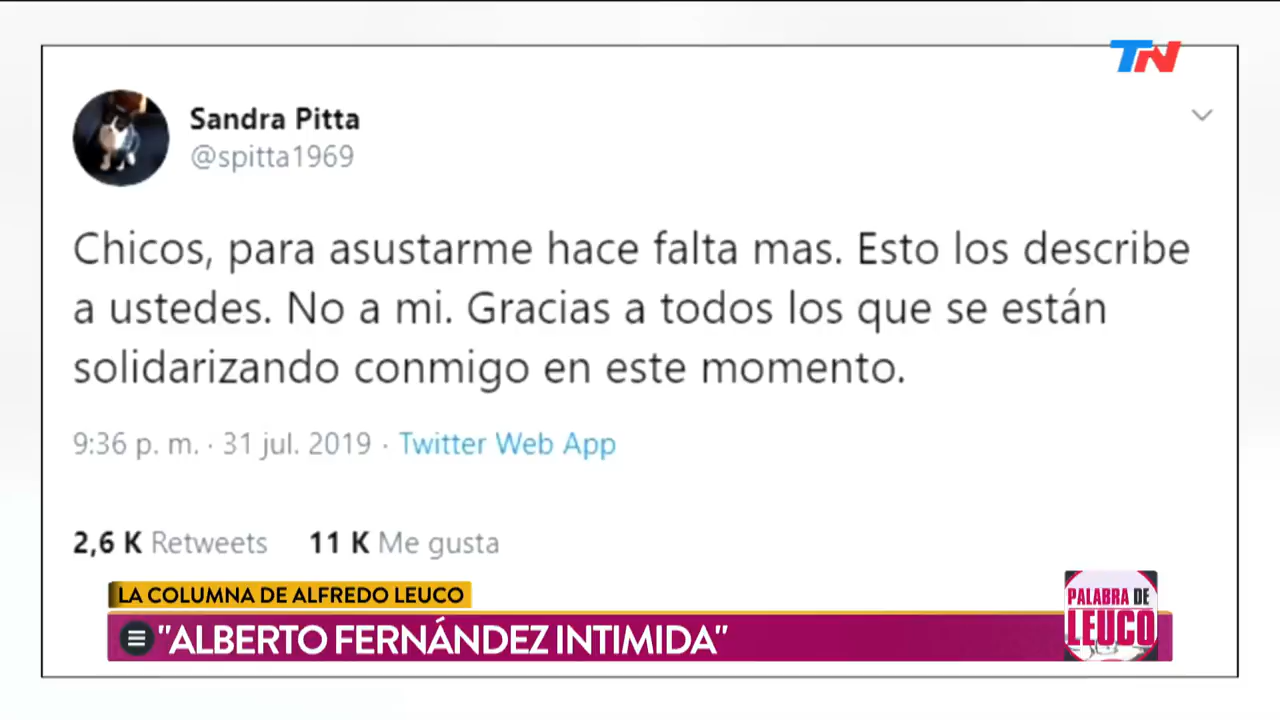 TN
Sandra Pitta
@spitta1969
Chicos, para asustarme hace falta mas. Esto los describe
a ustedes. No a mi. Gracias a todos los que se están
solidarizando conmigo en este momento.
9:36 p. m. · 31 jul. 2019 · Twitter Web App
2,6 K Retweets 11 K Me gusta
LA COLUMNA DE ALFREDO LEUCO
"ALBERTO FERNÁNDEZ INTIMIDA"
PALABRA DE
LEUCO